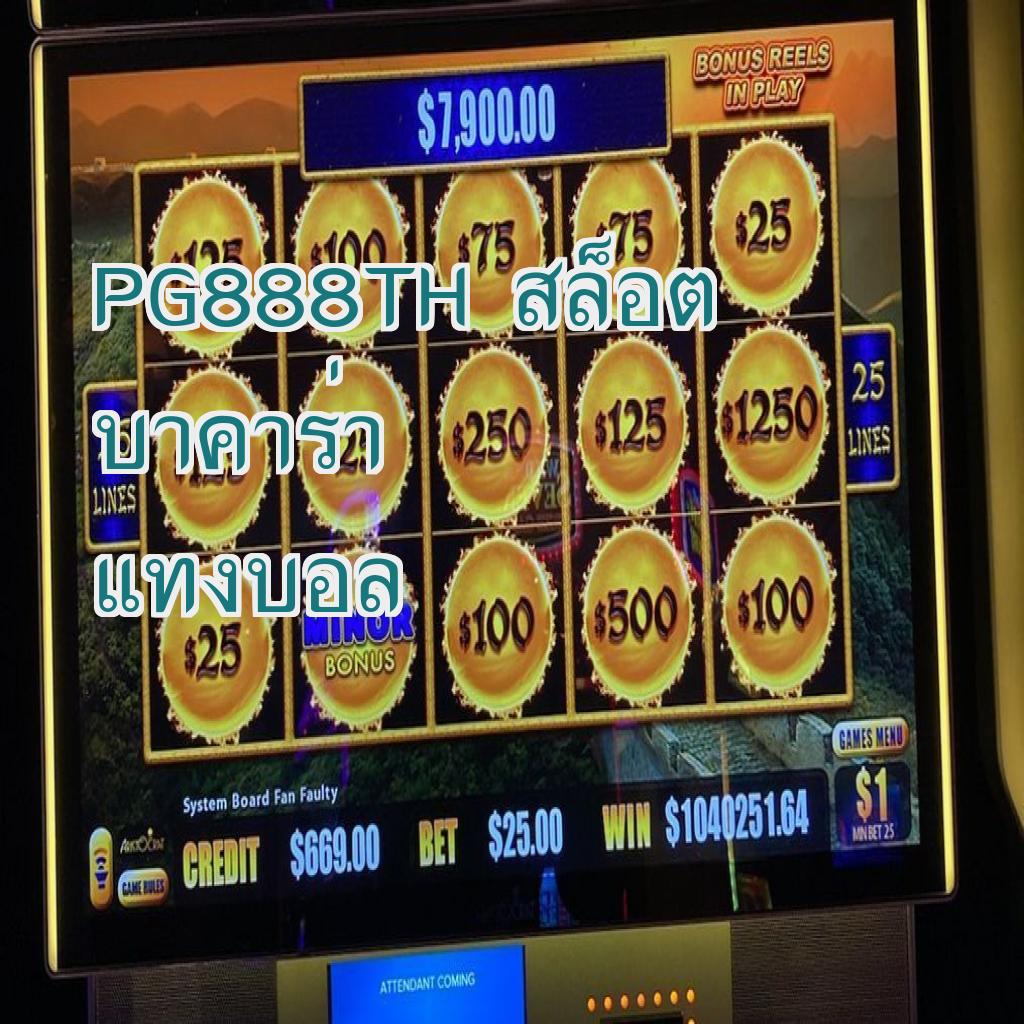 BONUS REELS
IN PLAY
$7,900.00
$125 $100 $75 $75 $25
PG888TH สล็อต
$250 $125 $1250
บาคาร่า
25
LINES
LINES
แทงบอล
$25 MINOR BONUS $100 $500 $100
GAMES MENU
System Board Fan Faulty
$1
MIN BET 25
ARISTOCRAT
GAME RULES
CREDIT $669.00 BET $25.00 WIN $1040251.64
ATTENDANT COMING